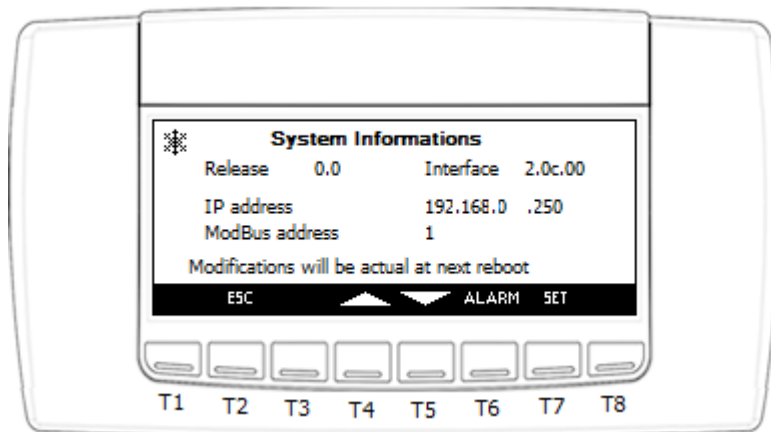 System Informations
Release 0.0 Interface 2.0c.00
IP address 192.168.0 .250
ModBus address 1
Modifications will be actual at next reboot
ESC ALARM SET
T1 T2 T3 T4 T5 T6 T7 T8